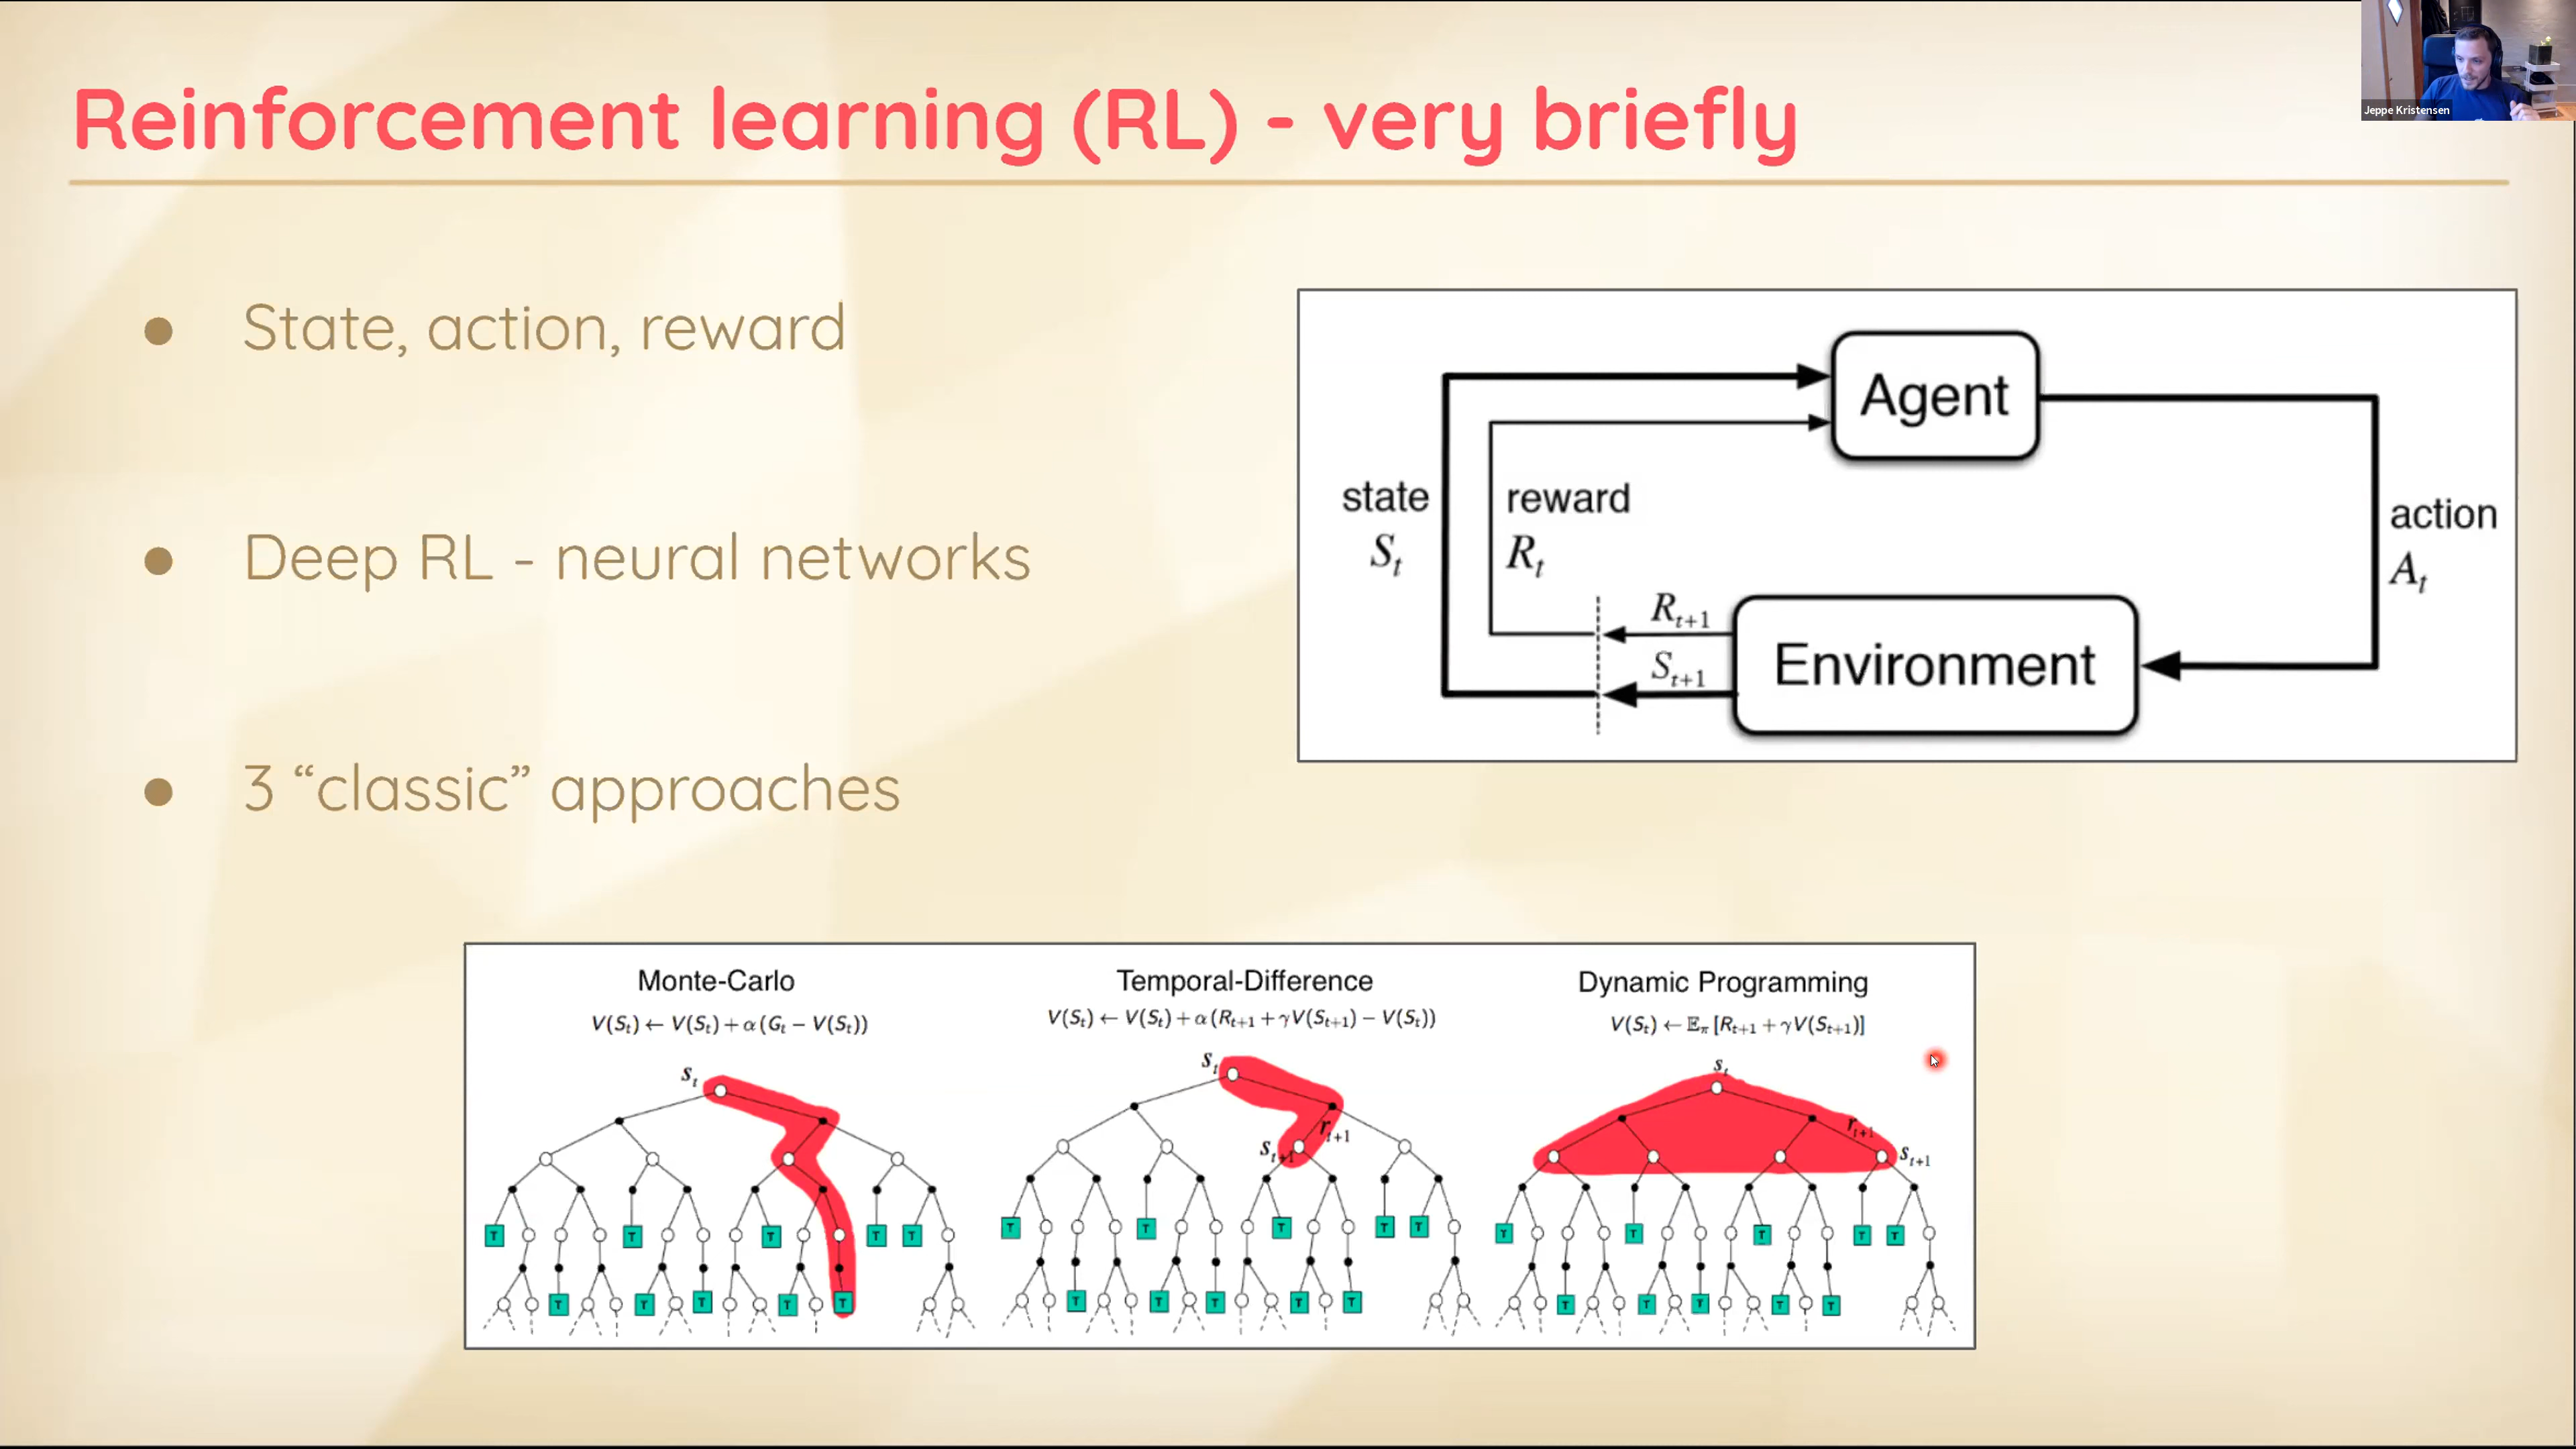 Reinforcement learning (RL) - very briefly
Jeppe Kristensen
● State, action, reward
● Deep RL - neural networks
● 3 “classic” approaches
Agent
state
S_t
reward
R_t
action
A_t
R_{t+1}
S_{t+1}
Environment
Monte-Carlo
V(S_t) ← V(S_t) + α (G_t − V(S_t))
s_t
T T T T T
T T T T T
Temporal-Difference
V(S_t) ← V(S_t) + α (R_{t+1} + γV(S_{t+1}) − V(S_t))
s_t
r_{t+1}
s_{t+1}
T T T T T
T T T T T
Dynamic Programming
V(S_t) ← 𝔼_π [R_{t+1} + γV(S_{t+1})]
s_t
r_{t+1}
s_{t+1}
T T T T T
T T T T T